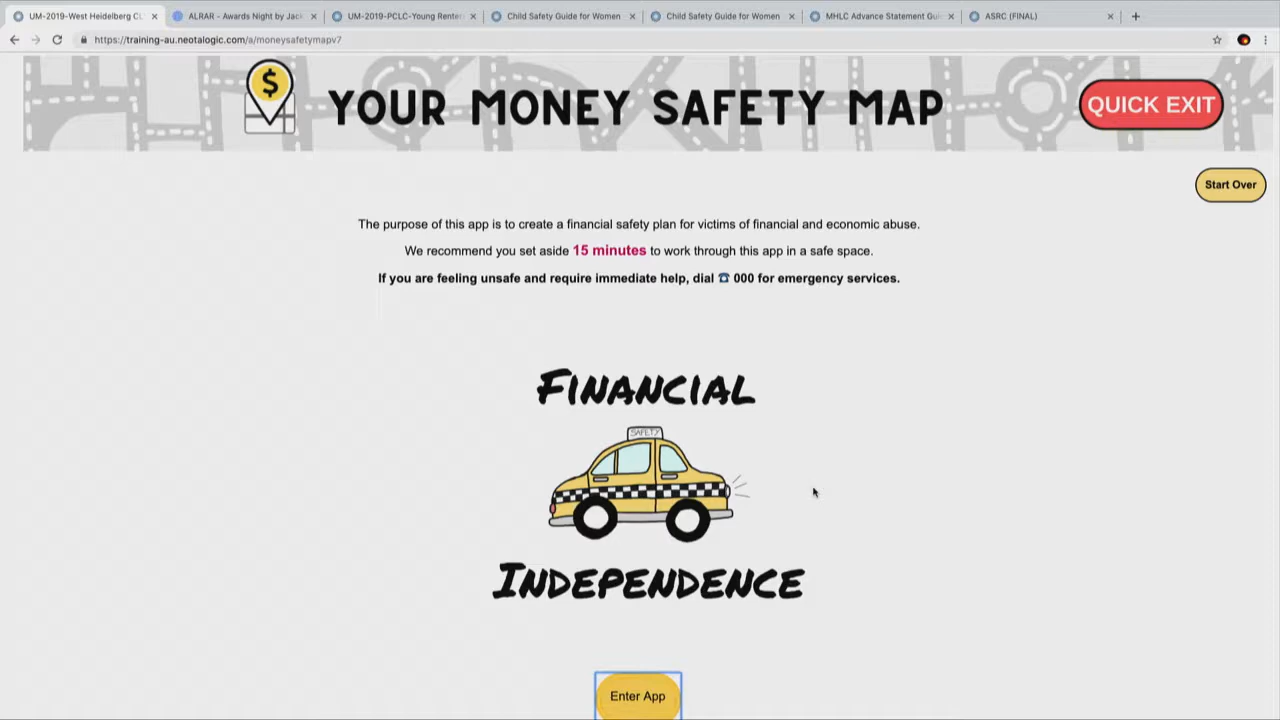 UM-2019-West Heidelberg CL
ALRAR - Awards Night by Jack
UM-2019-PCLC-Young Renter
Child Safety Guide for Women
Child Safety Guide for Women
MHLC Advance Statement Gui
ASRC (FINAL)
https://training-au.neotalogic.com/a/moneysafetymapv7
$
YOUR MONEY SAFETY MAP
QUICK EXIT
Start Over
The purpose of this app is to create a financial safety plan for victims of financial and economic abuse.
We recommend you set aside 15 minutes to work through this app in a safe space.
If you are feeling unsafe and require immediate help, dial ☎ 000 for emergency services.
FINANCIAL
SAFETY
INDEPENDENCE
Enter App